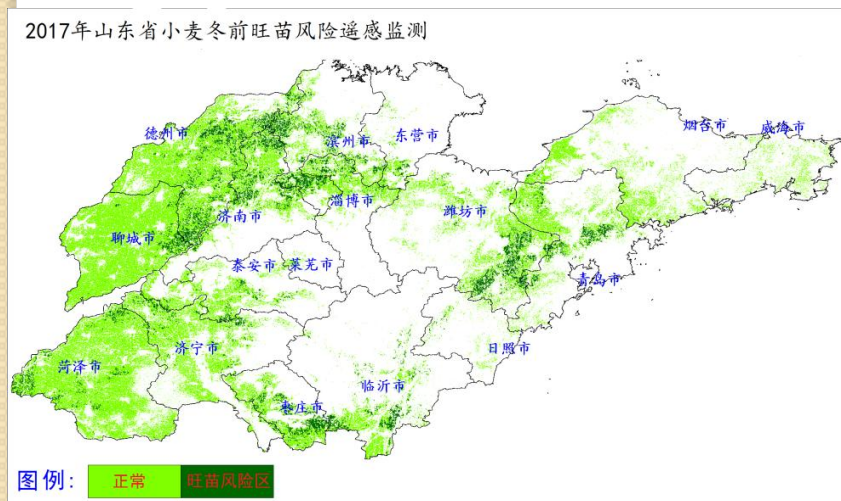 2017年山东省小麦冬前旺苗风险遥感监测
德州市
滨州市
东营市
烟台市
威海市
淄博市
济南市
潍坊市
聊城市
泰安市
莱芜市
青岛市
济宁市
日照市
菏泽市
临沂市
枣庄市
图例:
正常
旺苗风险区